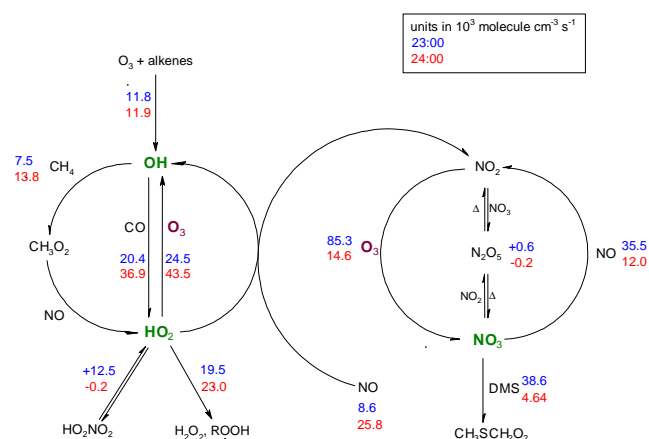 units in 10³ molecule cm⁻³ s⁻¹
23:00
24:00
O₃ + alkenes
11.8
11.9
7.5
13.8
CH₄
OH
NO₂
CO
O₃
Δ
NO₃
CH₃O₂
20.4
36.9
24.5
43.5
85.3
14.6
O₃
N₂O₅
+0.6
-0.2
NO
35.5
12.0
NO
NO₂
Δ
HO₂
NO₃
+12.5
-0.2
19.5
23.0
NO
8.6
25.8
DMS
38.6
4.64
HO₂NO₂
H₂O₂, ROOH
CH₃SCH₂O₂